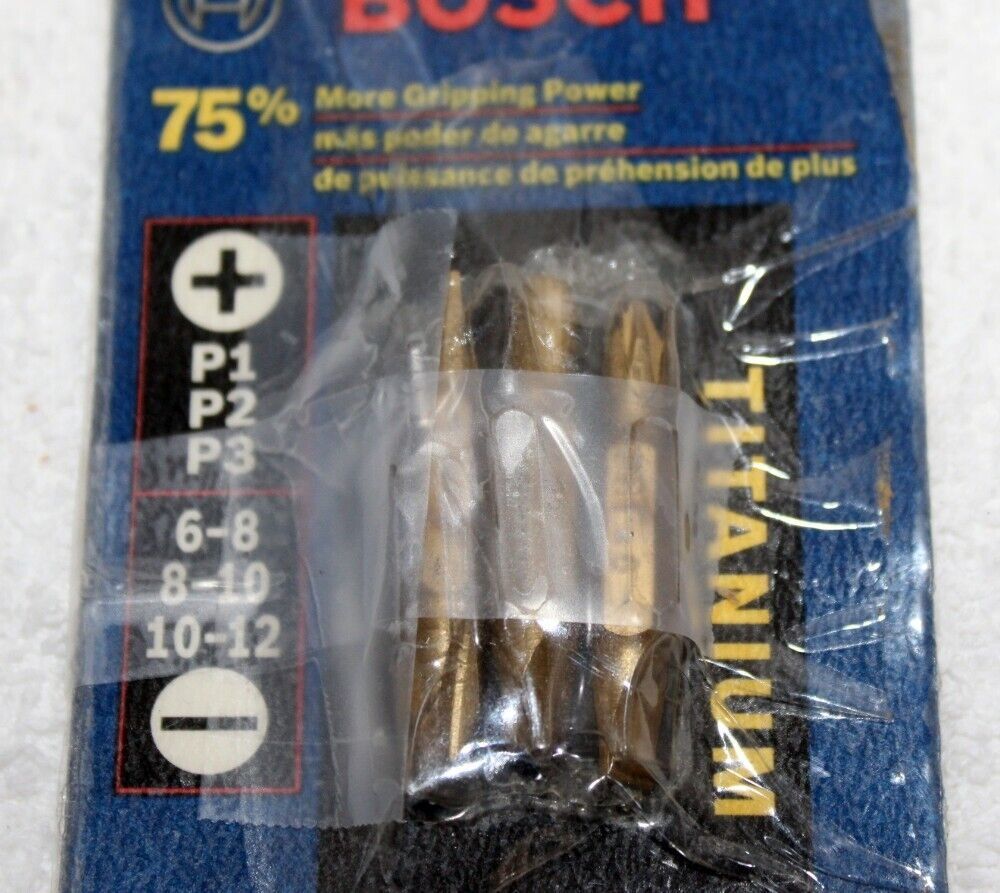 BOSCH
75% More Gripping Power
más poder de agarre
de puissance de préhension de plus
P1
P2
P3
6-8
8-10
10-12
TITANIUM